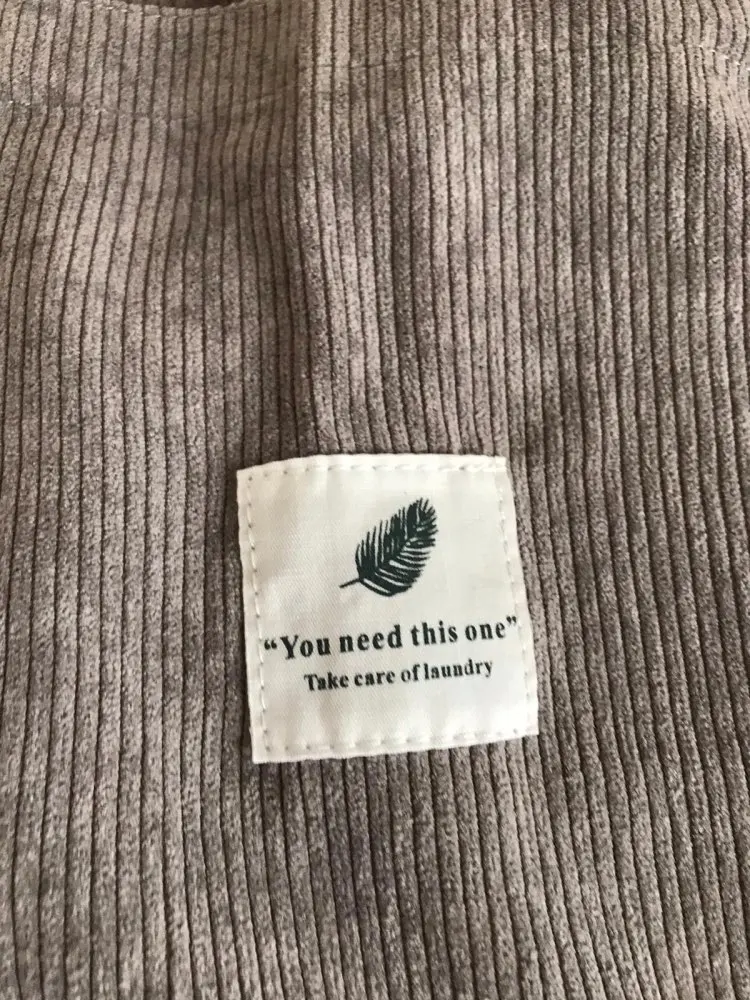 “You need this one”
Take care of laundry